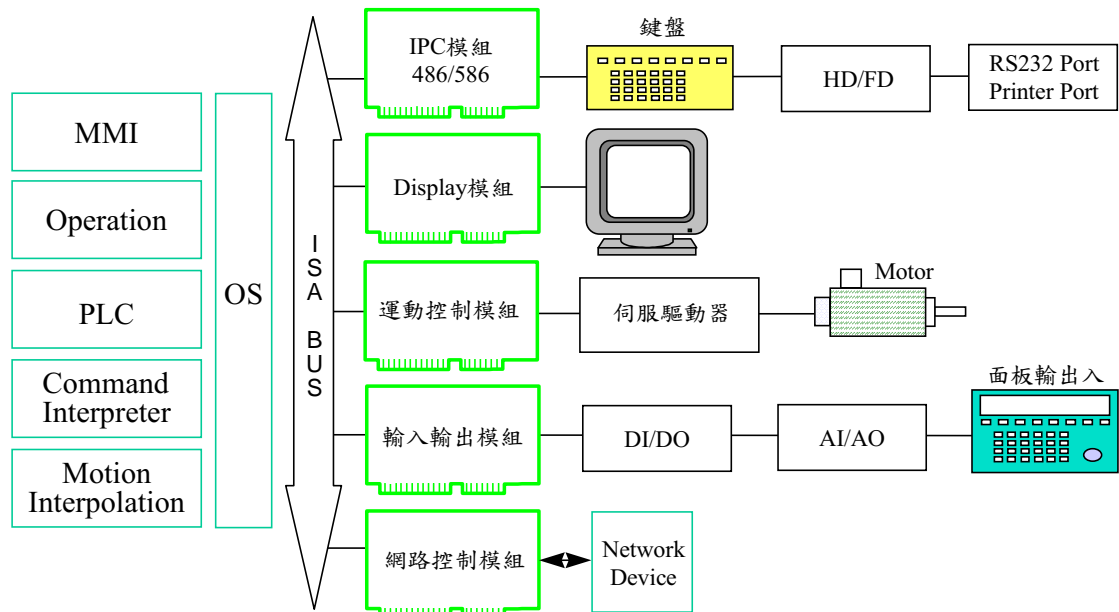 MMI
Operation
PLC
Command
Interpreter
Motion
Interpolation
OS
ISA BUS
IPC模組
486/586
鍵盤
HD/FD
RS232 Port
Printer Port
Display模組
運動控制模組
伺服驅動器
Motor
輸入輸出模組
DI/DO
AI/AO
面板輸出入
網路控制模組
Network
Device